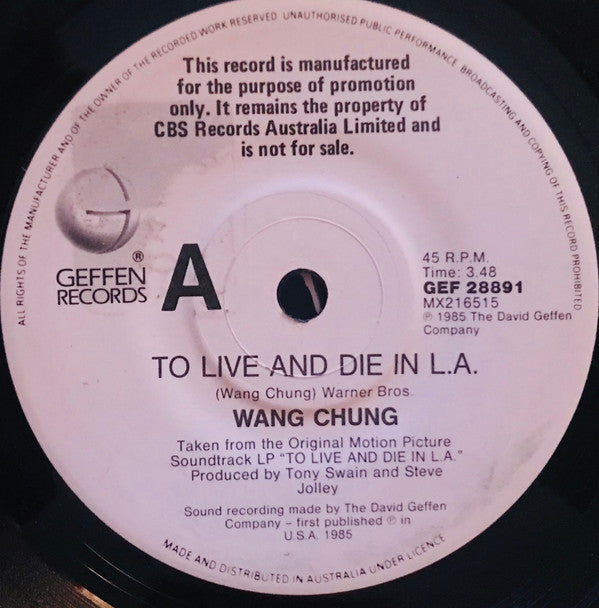 ALL RIGHTS OF THE MANUFACTURER AND OF THE OWNER OF THE RECORDED WORK RESERVED UNAUTHORISED PUBLIC PERFORMANCE BROADCASTING AND COPYING OF THIS RECORD PROHIBITED
This record is manufactured
for the purpose of promotion
only. It remains the property of
CBS Records Australia Limited and
is not for sale.
G
®
GEFFEN
RECORDS
A
45 R.P.M.
Time: 3.48
GEF 28891
MX216515
℗ 1985 The David Geffen
Company
TO LIVE AND DIE IN L.A.
(Wang Chung) Warner Bros.
WANG CHUNG
Taken from the Original Motion Picture
Soundtrack LP "TO LIVE AND DIE IN L.A."
Produced by Tony Swain and Steve
Jolley
Sound recording made by The David Geffen
Company - first published ℗ in
U.S.A. 1985
MADE AND DISTRIBUTED IN AUSTRALIA UNDER LICENCE